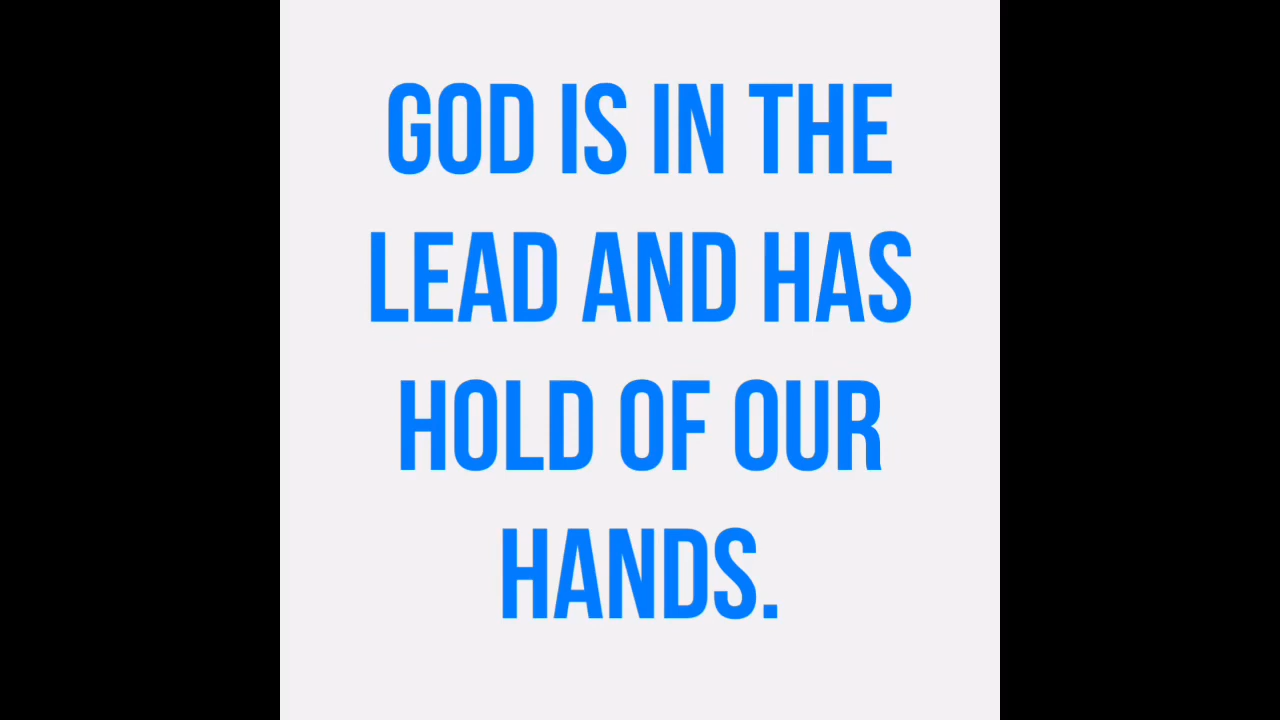 GOD IS IN THE
LEAD AND HAS
HOLD OF OUR
HANDS.